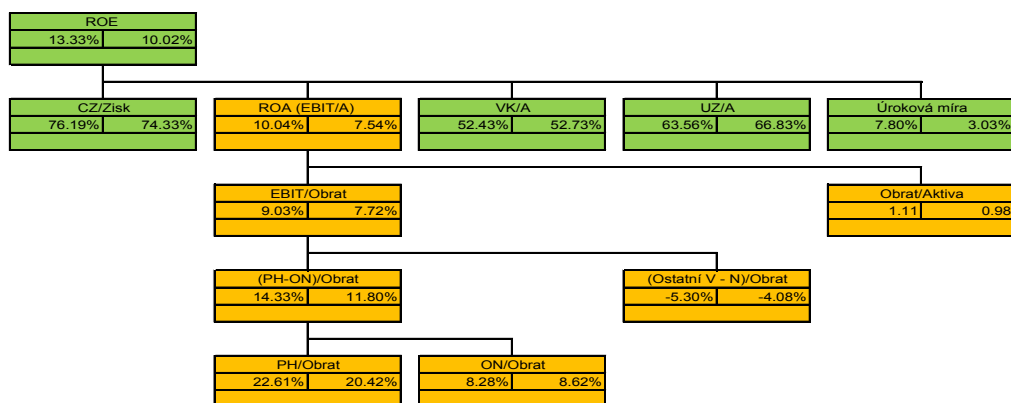 ROE
13.33% 10.02%
CZ/Zisk ROA (EBIT/A) VK/A UZ/A Úroková míra
76.19% 74.33% 10.04% 7.54% 52.43% 52.73% 63.56% 66.83% 7.80% 3.03%
EBIT/Obrat Obrat/Aktiva
9.03% 7.72% 1.11 0.98
(PH-ON)/Obrat (Ostatní V - N)/Obrat
14.33% 11.80% -5.30% -4.08%
PH/Obrat ON/Obrat
22.61% 20.42% 8.28% 8.62%